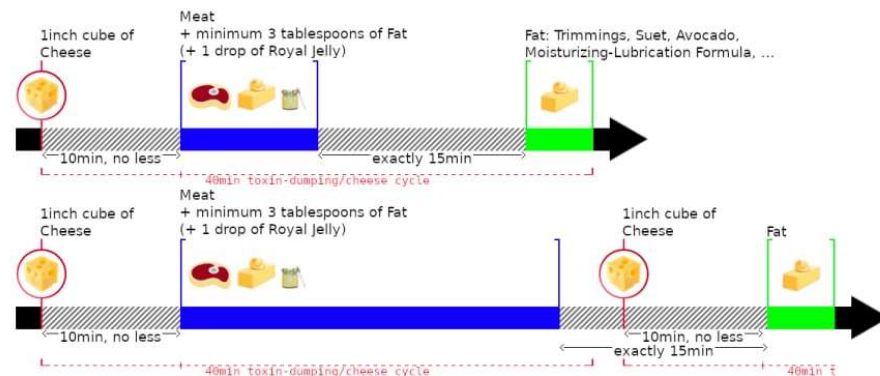 Meat
+ minimum 3 tablespoons of Fat
(+ 1 drop of Royal Jelly)
1inch cube of
Cheese
Fat: Trimmings, Suet, Avocado,
Moisturizing-Lubrication Formula, ...
10min, no less
exactly 15min
40min toxin-dumping/cheese cycle
1inch cube of
Cheese
Meat
+ minimum 3 tablespoons of Fat
(+ 1 drop of Royal Jelly)
1inch cube of
Cheese
Fat
10min, no less
10min, no less
exactly 15min
40min toxin-dumping/cheese cycle
40min t